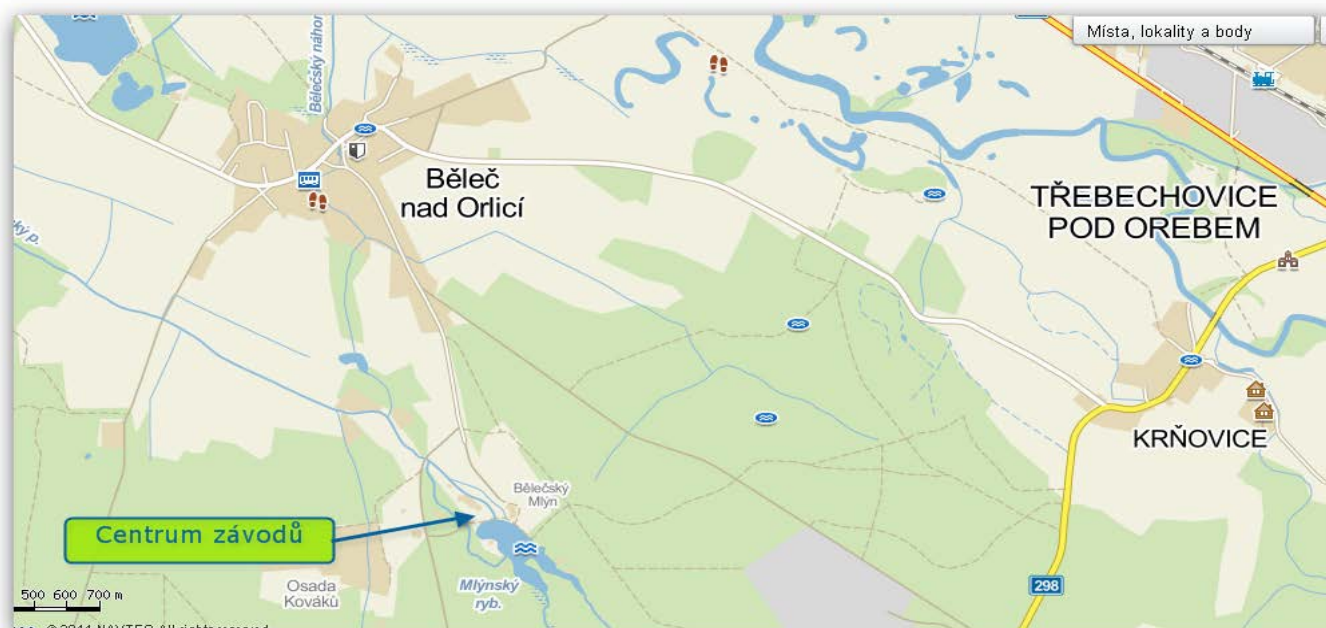 Místa, lokality a body
Bělečský náhon
Běleč
nad Orlicí
TŘEBECHOVICE
POD OREBEM
KRŇOVICE
Bělečský
Mlýn
Centrum závodů
Osada
Kováků
Mlýnský
ryb.
298
500 600 700 m